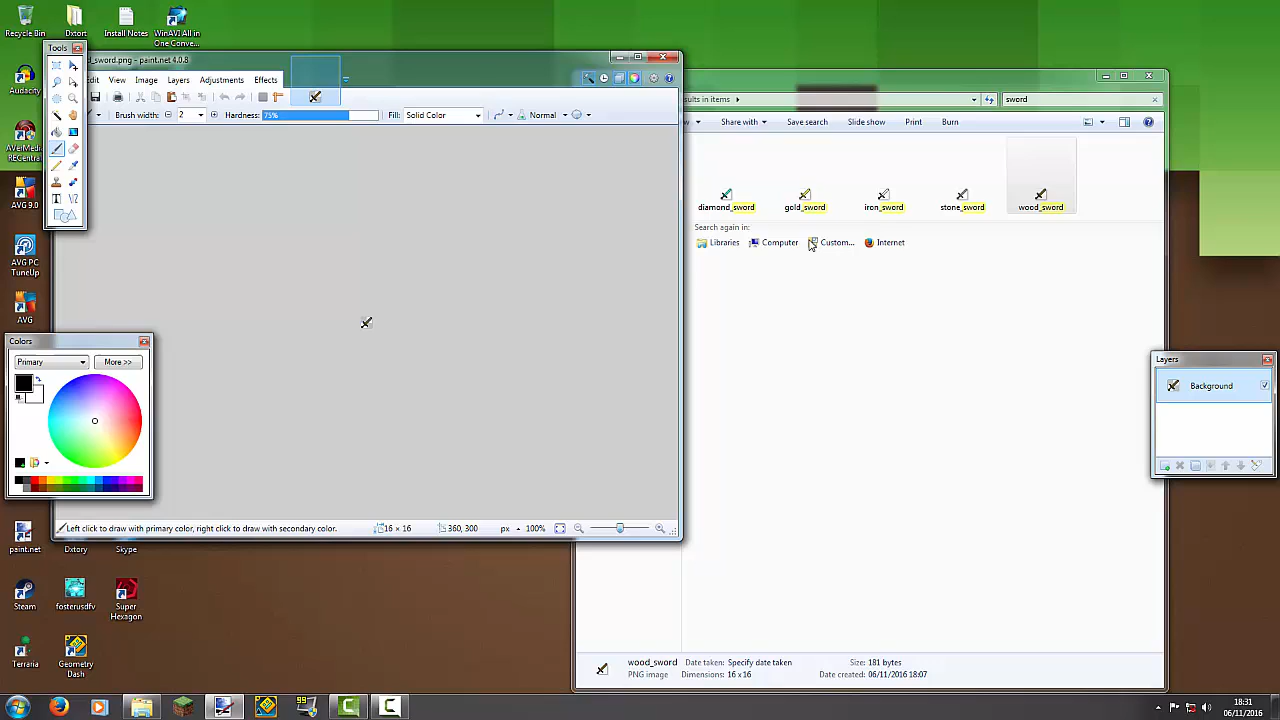 Recycle Bin
Dxtort
Install Notes
WinAVI All in
One Conve...
Tools
_sword.png - paint.net 4.0.8
View
Image
Layers
Adjustments
Effects
Brush width:
2
Hardness:
75%
Fill:
Solid Color
Normal
Audacity
AVerMedi
RECentra
AVG 9.0
AVG PC
TuneUp
AVG
Colors
Primary
More >>
Left click to draw with primary color, right click to draw with secondary color.
16 × 16
360, 300
px
100%
paint.net
Dxtory
Skype
Steam
fosterusdfv
Super
Hexagon
Terraria
Geometry
Dash
sults in items
sword
Share with
Save search
Slide show
Print
Burn
diamond_sword
gold_sword
iron_sword
stone_sword
wood_sword
Search again in:
Libraries
Computer
Custom...
Internet
Layers
Background
wood_sword
PNG image
Date taken: Specify date taken
Dimensions: 16 x 16
Size: 181 bytes
Date created: 06/11/2016 18:07
18:31
06/11/2016